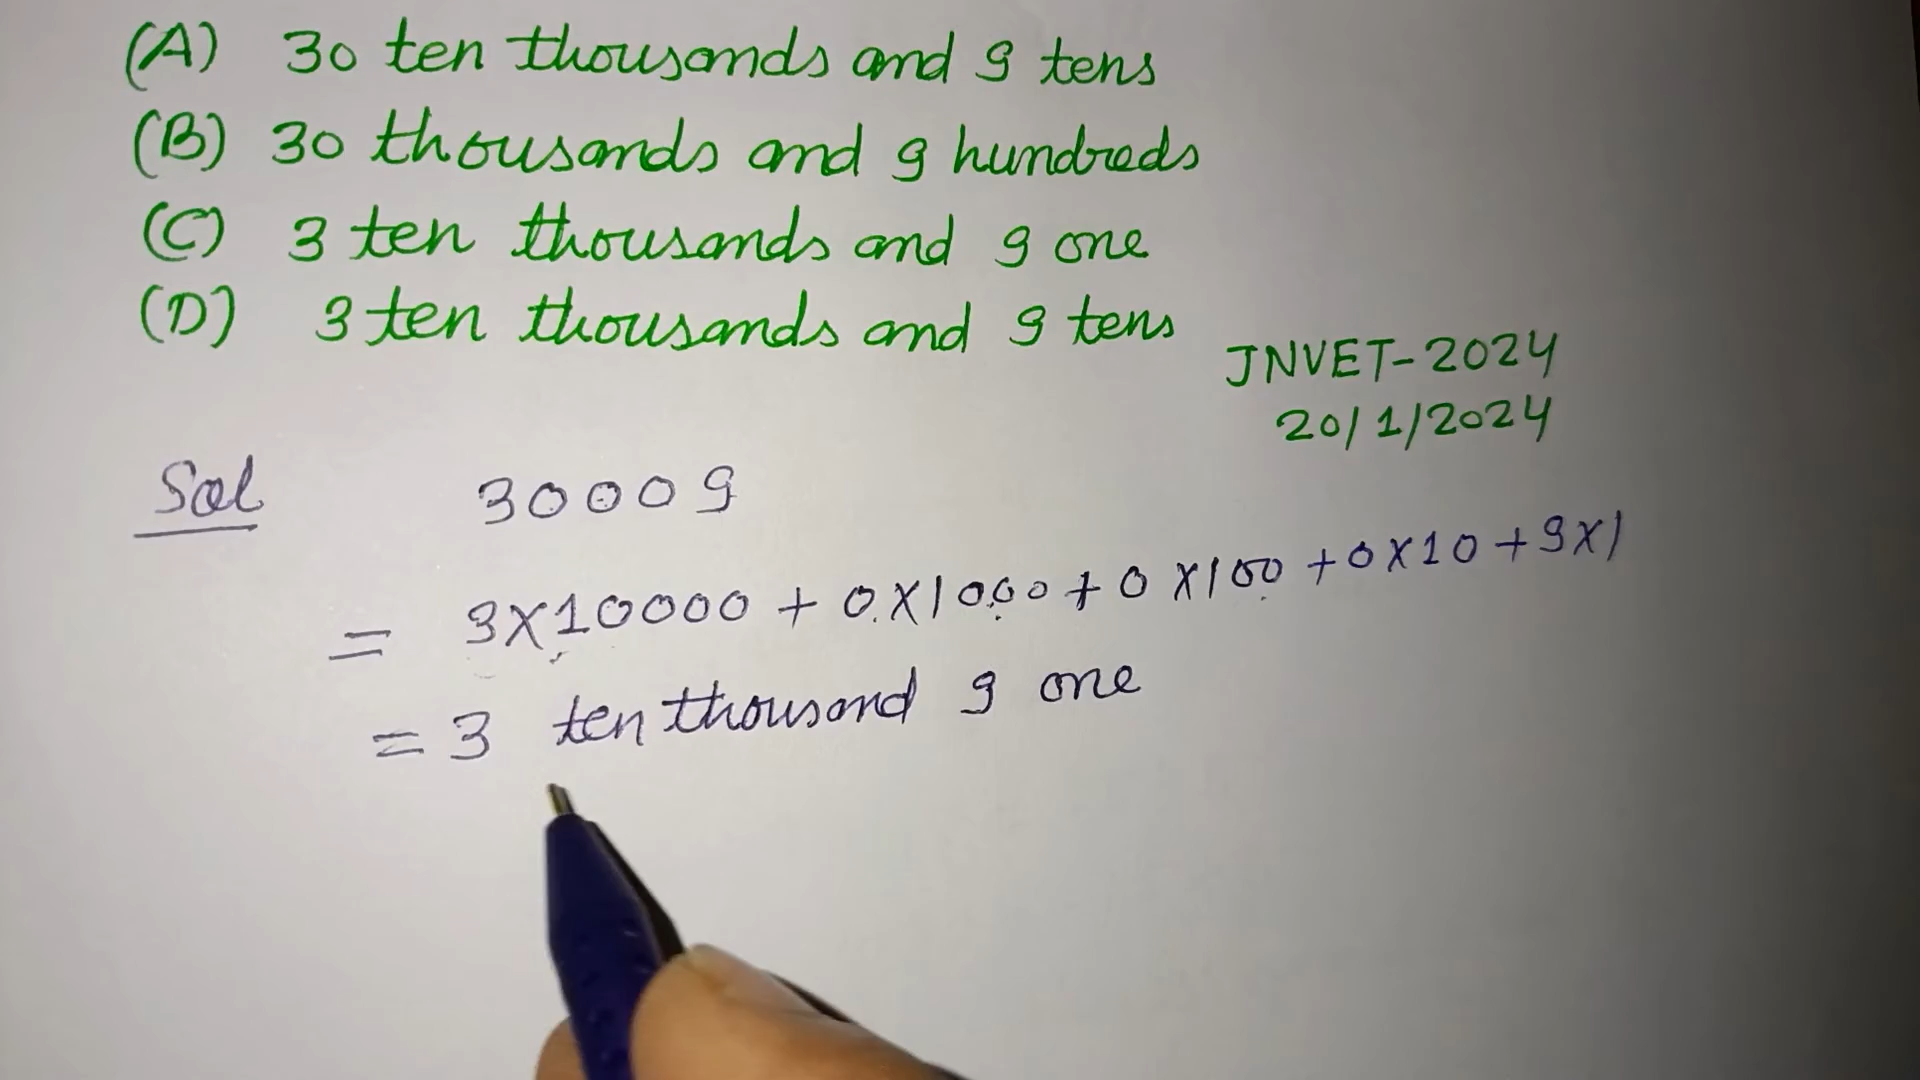 (A) 30 ten thousands and 9 tens
(B) 30 thousands and 9 hundreds
(C) 3 ten thousands and 9 one
(D) 3 ten thousands and 9 tens
JNVET-2024
20/1/2024
Sol 30009
= 3X10000 + 0X1000 + 0X100 + 0X10 + 9X1
= 3 ten thousand 9 one